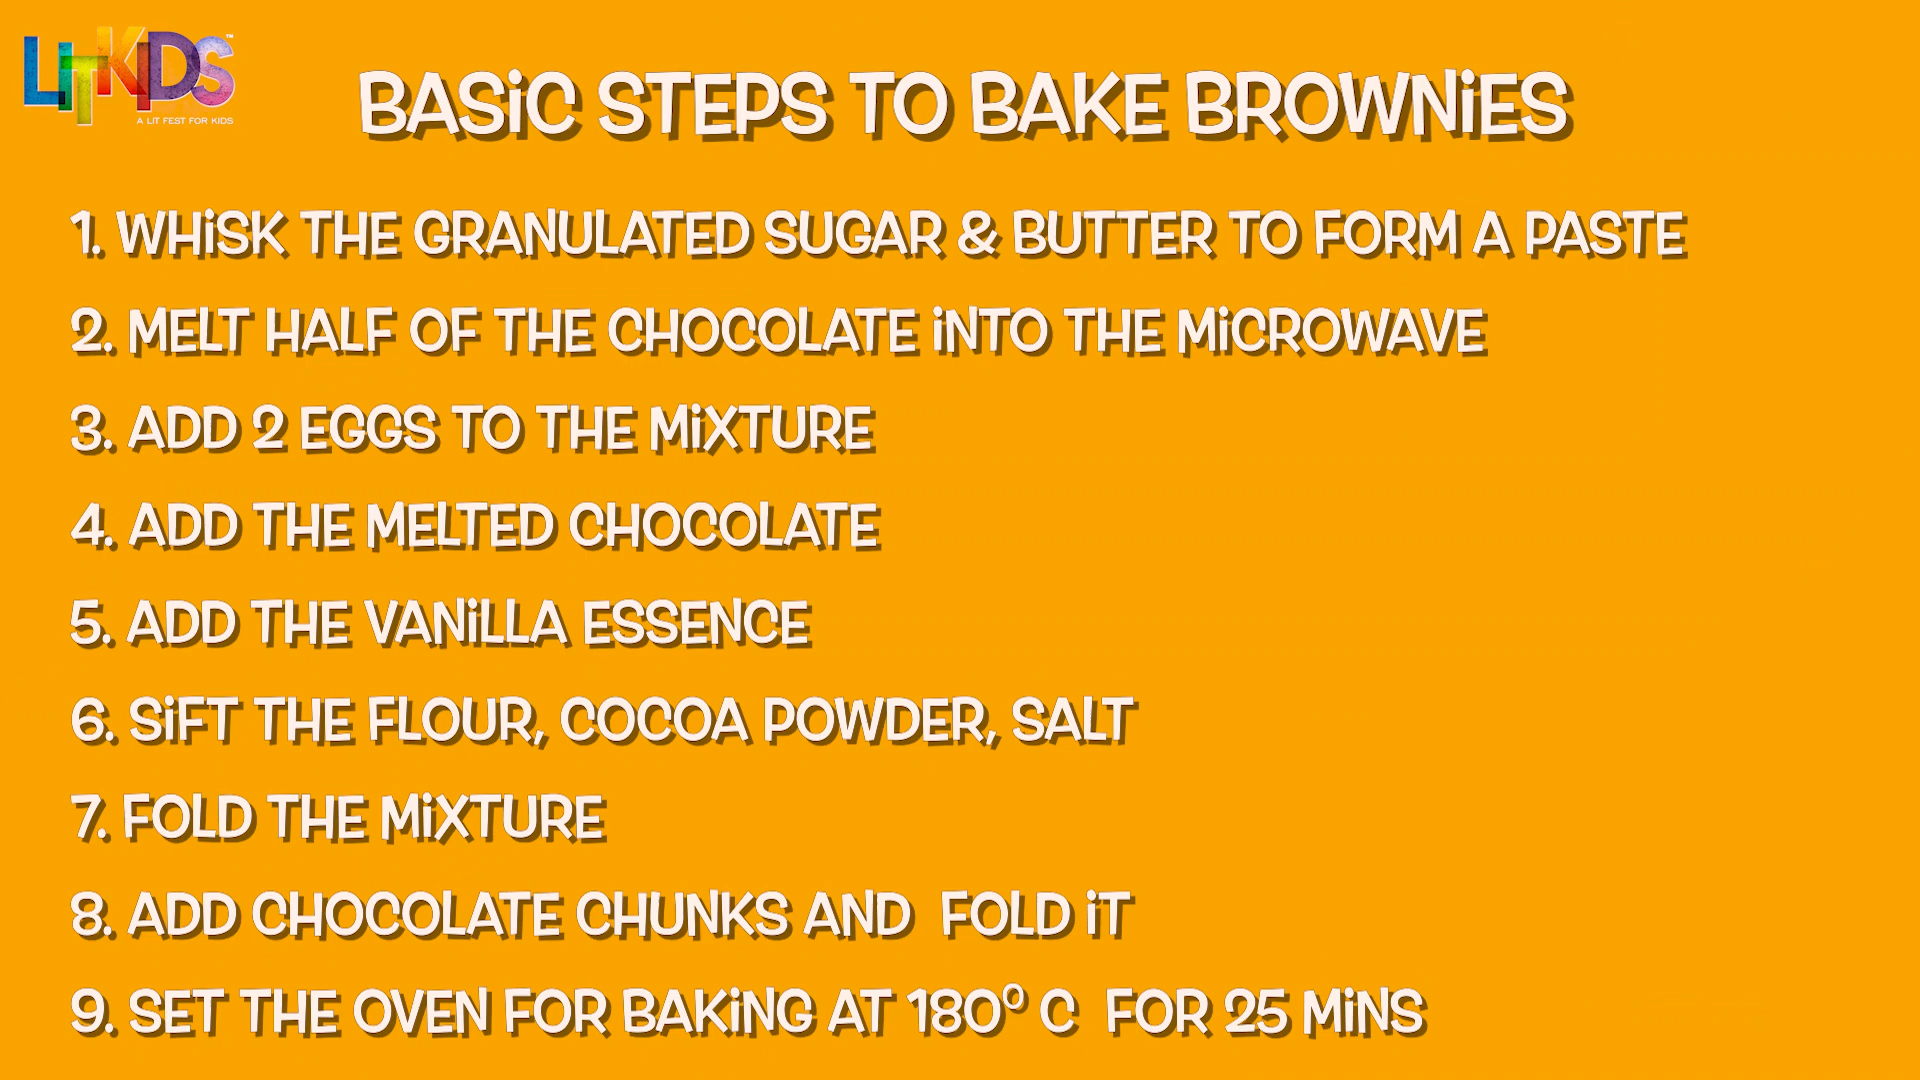 LITKIDS™
A LIT FEST FOR KIDS
BASiC STEPS TO BAKE BROWNiES
1. WHiSK THE GRANULATED SUGAR & BUTTER TO FORM A PASTE
2. MELT HALF OF THE CHOCOLATE iNTO THE MiCROWAVE
3. ADD 2 EGGS TO THE MiXTURE
4. ADD THE MELTED CHOCOLATE
5. ADD THE VANiLLA ESSENCE
6. SiFT THE FLOUR, COCOA POWDER, SALT
7. FOLD THE MiXTURE
8. ADD CHOCOLATE CHUNKS AND FOLD iT
9. SET THE OVEN FOR BAKiNG AT 180⁰ C FOR 25 MiNS